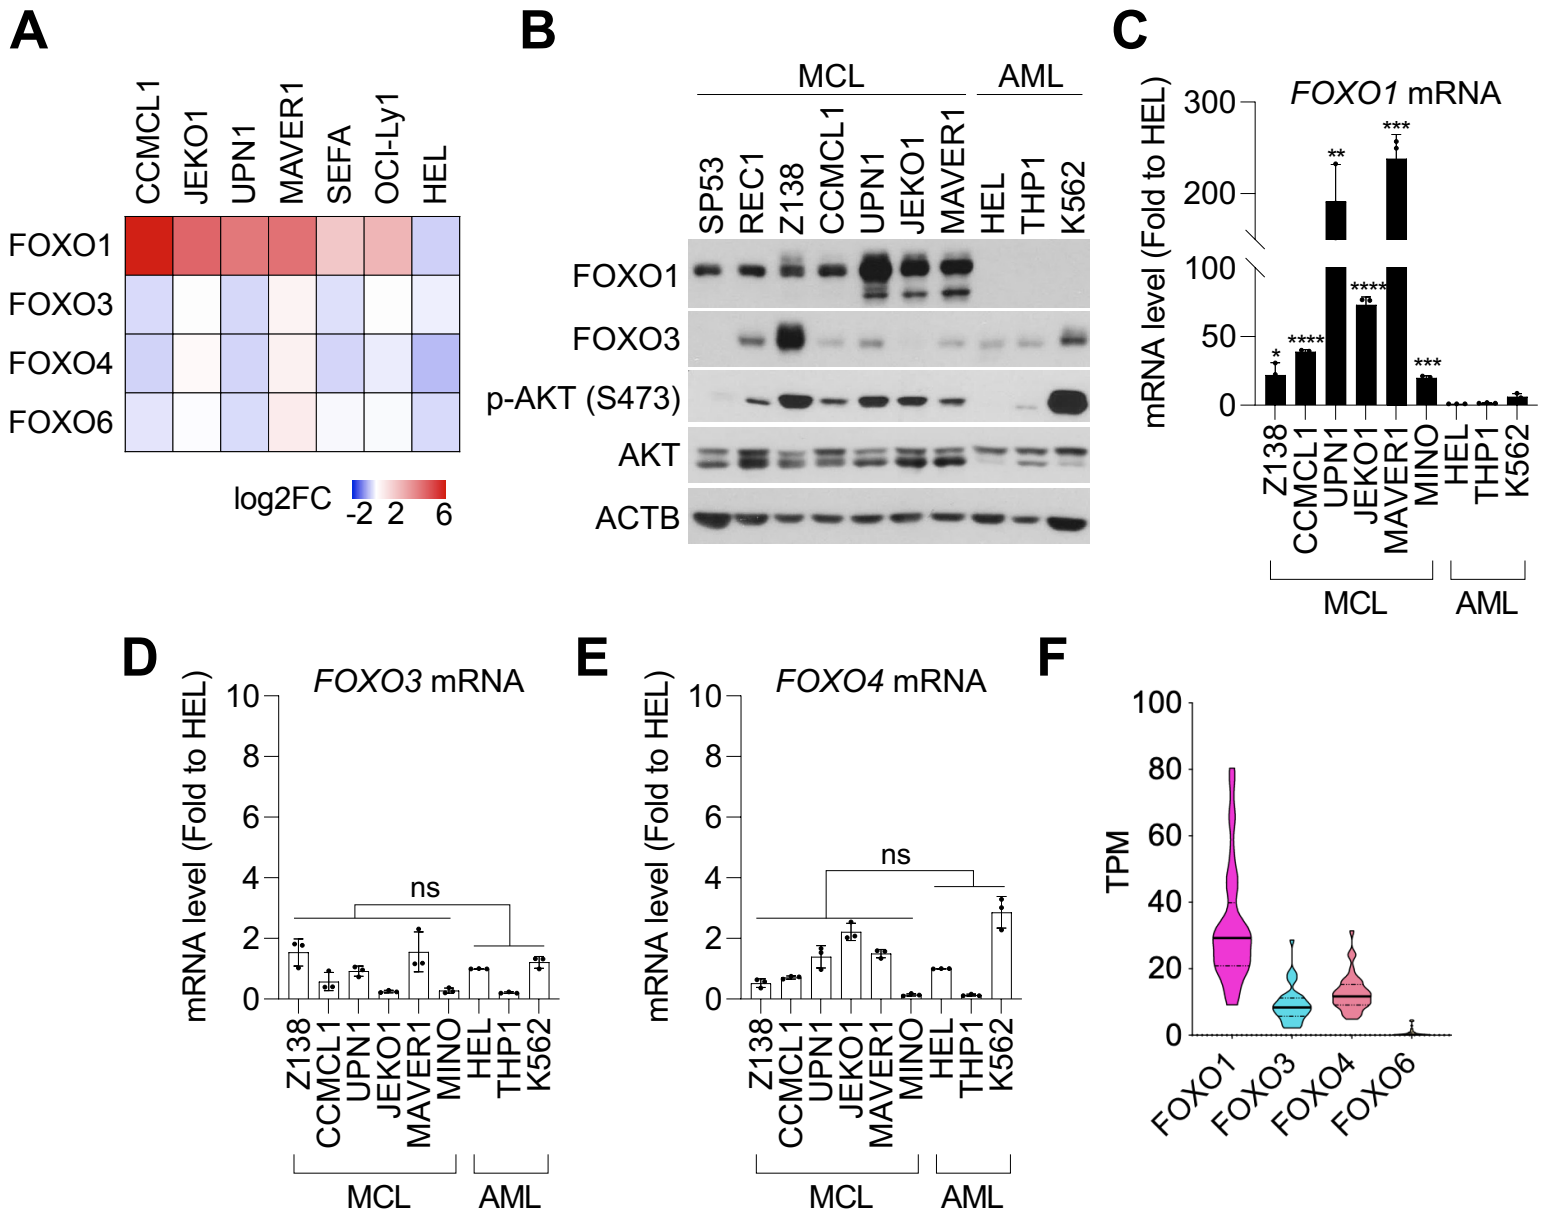 A
CCMCL1
JEKO1
UPN1
MAVER1
SEFA
OCI-Ly1
HEL
FOXO1
FOXO3
FOXO4
FOXO6
log2FC
-2 2 6
B
MCL AML
SP53
REC1
Z138
CCMCL1
UPN1
JEKO1
MAVER1
HEL
THP1
K562
FOXO1
FOXO3
p-AKT (S473)
AKT
ACTB
C
FOXO1 mRNA
mRNA level (Fold to HEL)
300
200
100
50
0
*
****
**
****
***
***
Z138
CCMCL1
UPN1
JEKO1
MAVER1
MINO
HEL
THP1
K562
MCL AML
D
FOXO3 mRNA
mRNA level (Fold to HEL)
10
8
6
4
2
0
ns
Z138
CCMCL1
UPN1
JEKO1
MAVER1
MINO
HEL
THP1
K562
MCL AML
E
FOXO4 mRNA
mRNA level (Fold to HEL)
10
8
6
4
2
0
ns
Z138
CCMCL1
UPN1
JEKO1
MAVER1
MINO
HEL
THP1
K562
MCL AML
F
TPM
100
80
60
40
20
0
FOXO1
FOXO3
FOXO4
FOXO6